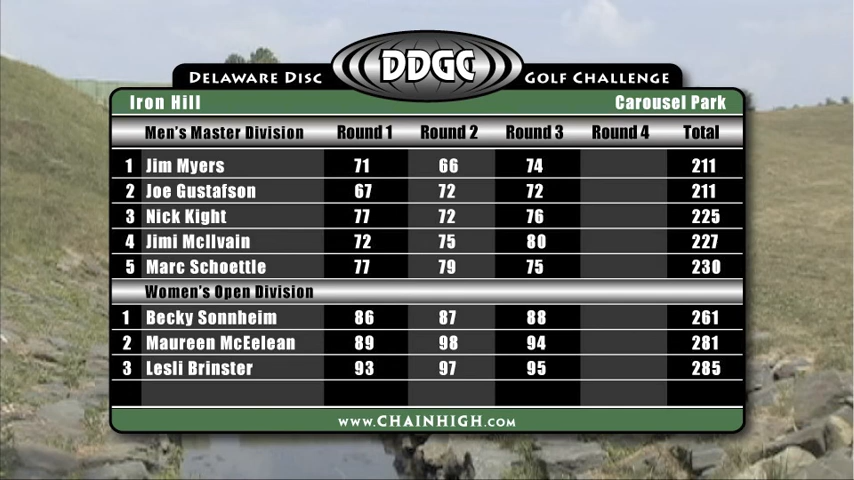 DELAWARE DISC DDGC GOLF CHALLENGE
Iron Hill Carousel Park
Men's Master Division Round 1 Round 2 Round 3 Round 4 Total
1 Jim Myers 71 66 74 211
2 Joe Gustafson 67 72 72 211
3 Nick Kight 77 72 76 225
4 Jimi McIlvain 72 75 80 227
5 Marc Schoettle 77 79 75 230
Women's Open Division
1 Becky Sonnheim 86 87 88 261
2 Maureen McEelean 89 98 94 281
3 Lesli Brinster 93 97 95 285
www.CHAINHIGH.com